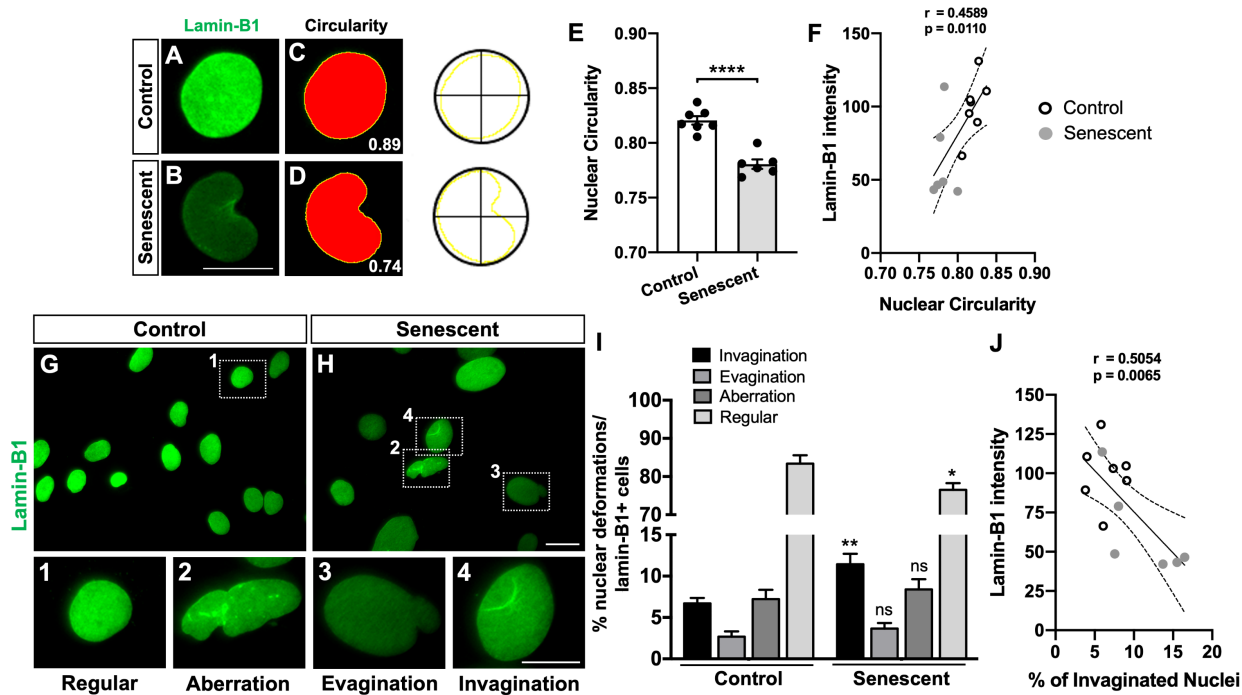 Lamin-B1
Circularity
Control
A
C
0.89
Senescent
B
D
0.74
E
Nuclear Circularity
0.90
0.85
0.80
0.75
0.70
****
Control
Senescent
F
r = 0.4589
p = 0.0110
Lamin-B1 intensity
150
100
50
0
0.70
0.75
0.80
0.85
0.90
Nuclear Circularity
Control
Senescent
Control
Senescent
Lamin-B1
G
1
H
4
2
3
1
2
3
4
Regular
Aberration
Evagination
Invagination
I
Invagination
Evagination
Aberration
Regular
% nuclear deformations/
lamin-B1+ cells
100
90
80
70
15
10
5
0
**
ns
ns
*
Control
Senescent
J
r = 0.5054
p = 0.0065
Lamin-B1 intensity
150
125
100
75
50
25
0
0
5
10
15
20
% of Invaginated Nuclei